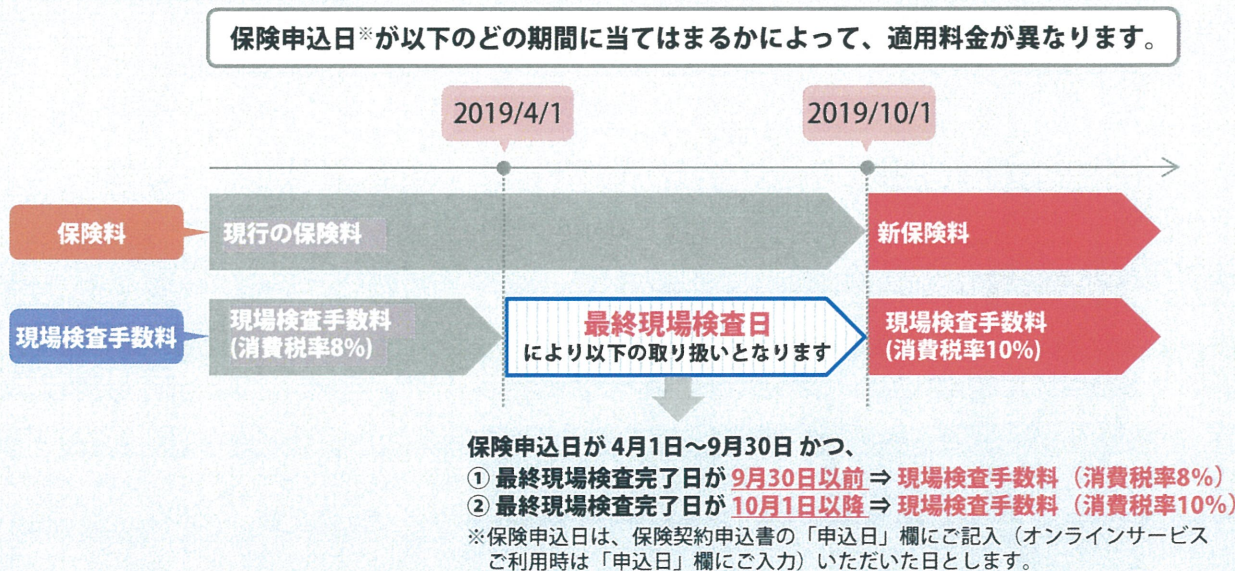 保険申込日※が以下のどの期間に当てはまるかによって、適用料金が異なります。
2019/4/1
2019/10/1
保険料
現行の保険料
新保険料
現場検査手数料
現場検査手数料
(消費税率8%)
最終現場検査日
により以下の取り扱いとなります
現場検査手数料
(消費税率10%)
保険申込日が 4月1日～9月30日 かつ、
① 最終現場検査完了日が 9月30日以前 ⇒ 現場検査手数料（消費税率8%）
② 最終現場検査完了日が 10月1日以降 ⇒ 現場検査手数料（消費税率10%）
※保険申込日は、保険契約申込書の「申込日」欄にご記入（オンラインサービス
ご利用時は「申込日」欄にご入力）いただいた日とします。